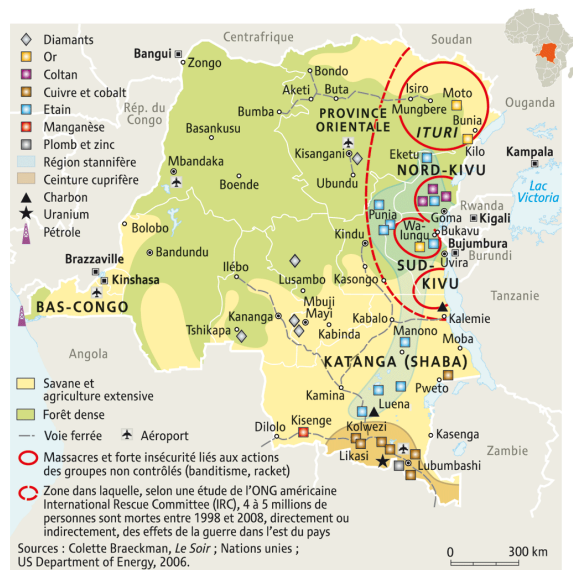 Diamants
Or
Coltan
Cuivre et cobalt
Etain
Manganèse
Plomb et zinc
Région stannifère
Ceinture cuprifère
Charbon
Uranium
Pétrole
Centrafrique
Soudan
Bangui
Zongo
Bondo
Aketi
Buta
Isiro
Moto
Bumba
Mungbere
PROVINCE
ORIENTALE
ITURI
Bunia
Ouganda
Rép. du
Congo
Basankusu
Kisangani
Kilo
Eketu
Kampala
Mbandaka
NORD-KIVU
Boende
Ubundu
Lac
Victoria
Rwanda
Goma
Kigali
Punia
Bolobo
Wa-
lungu
Bukavu
Kindu
Bujumbura
Bandundu
Uvira
Burundi
Brazzaville
Ilébo
SUD-
KIVU
Kinshasa
Lusambo
Kasongo
Tanzanie
BAS-CONGO
Mbuji
Mayi
Kananga
Kabalo
Kalemie
Tshikapa
Kabinda
Manono
Moba
Angola
KATANGA (SHABA)
Kamina
Pweto
Luena
Dilolo
Kisenge
Kolwezi
Kasenga
Likasi
Lubumbashi
Zambie
Savane et
agriculture extensive
Forêt dense
Voie ferrée
Aéroport
Massacres et forte insécurité liés aux actions
des groupes non contrôlés (banditisme, racket)
Zone dans laquelle, selon une étude de l'ONG américaine
International Rescue Committee (IRC), 4 à 5 millions de
personnes sont mortes entre 1998 et 2008, directement ou
indirectement, des effets de la guerre dans l'est du pays
Sources : Colette Braeckman, Le Soir ; Nations unies ;
US Department of Energy, 2006.
0 300 km